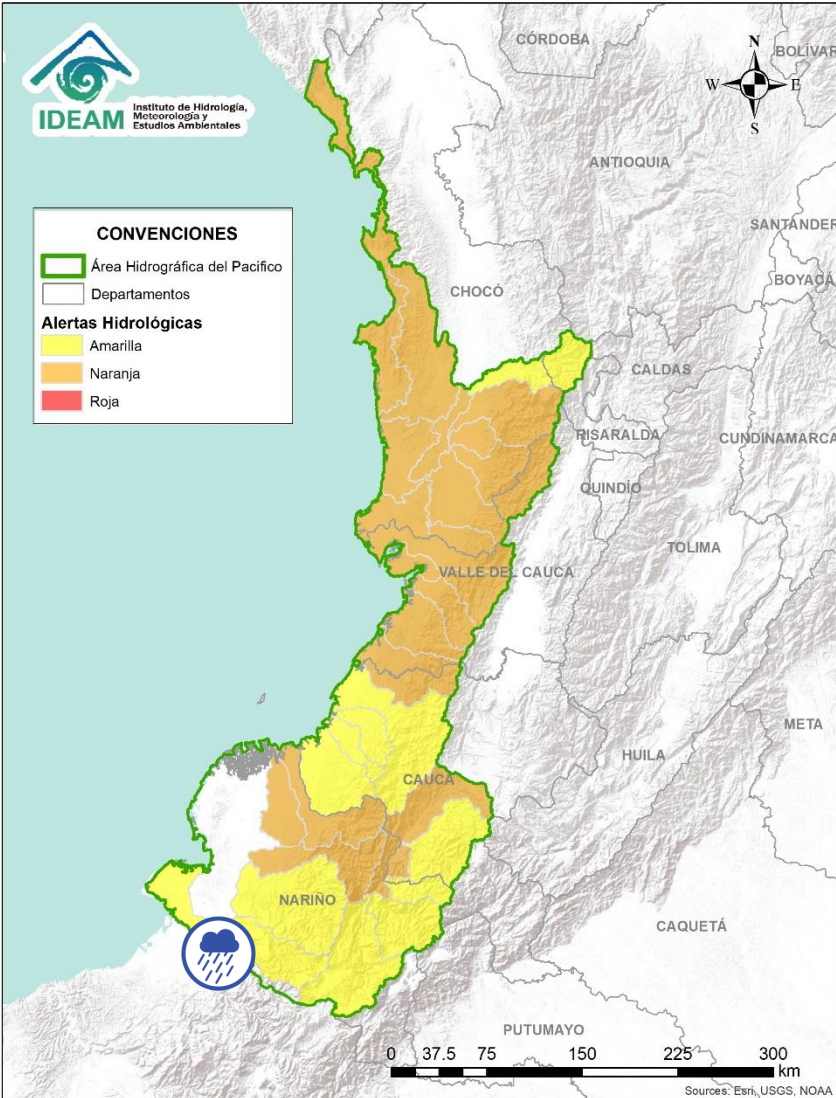 IDEAM
Instituto de Hidrología,
Meteorología y
Estudios Ambientales
CÓRDOBA
BOLÍVAR
N
W
E
S
ANTIOQUIA
SANTANDER
BOYACÁ
CONVENCIONES
Área Hidrográfica del Pacifico
Departamentos
Alertas Hidrológicas
Amarilla
Naranja
Roja
CHOCÓ
CALDAS
RISARALDA
CUNDINAMARCA
QUINDÍO
TOLIMA
VALLE DEL CAUCA
META
HUILA
CAUCA
NARIÑO
CAQUETÁ
PUTUMAYO
0 37.5 75 150 225 300
km
Sources: Esri, USGS, NOAA